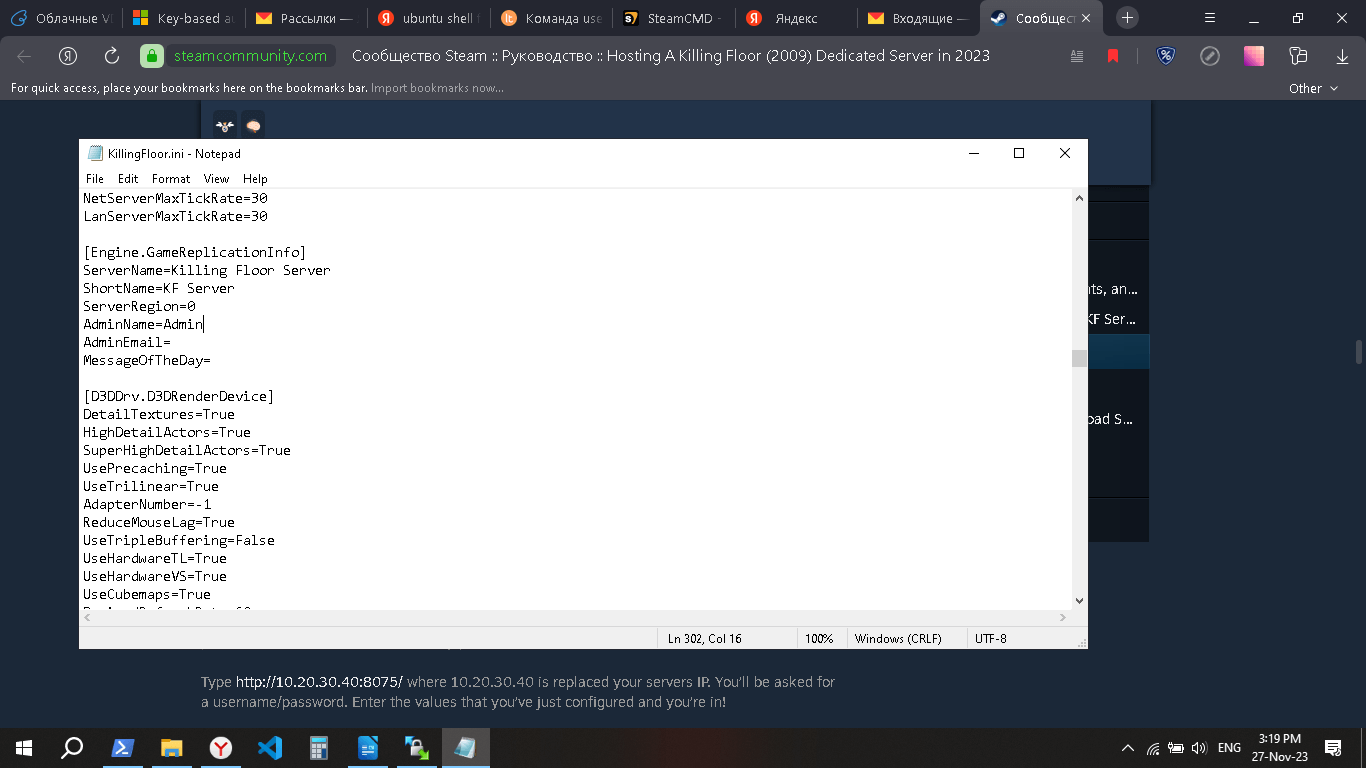 Облачные VI
Key-based au
Рассылки —
ubuntu shell f
Команда use
SteamCMD -
Яндекс
Входящие —
Сообщест
steamcommunity.com
Сообщество Steam :: Руководство :: Hosting A Killing Floor (2009) Dedicated Server in 2023
For quick access, place your bookmarks here on the bookmarks bar. Import bookmarks now...
Other
KillingFloor.ini - Notepad
File Edit Format View Help
NetServerMaxTickRate=30
LanServerMaxTickRate=30
[Engine.GameReplicationInfo]
ServerName=Killing Floor Server
ShortName=KF Server
ServerRegion=0
AdminName=Admin
AdminEmail=
MessageOfTheDay=
[D3DDrv.D3DRenderDevice]
DetailTextures=True
HighDetailActors=True
SuperHighDetailActors=True
UsePrecaching=True
UseTrilinear=True
AdapterNumber=-1
ReduceMouseLag=True
UseTripleBuffering=False
UseHardwareTL=True
UseHardwareVS=True
UseCubemaps=True
Ln 302, Col 16
100%
Windows (CRLF)
UTF-8
nts, an...
KF Ser...
oad S...
Type http://10.20.30.40:8075/ where 10.20.30.40 is replaced your servers IP. You'll be asked for
a username/password. Enter the values that you've just configured and you're in!
ENG
3:19 PM
27-Nov-23